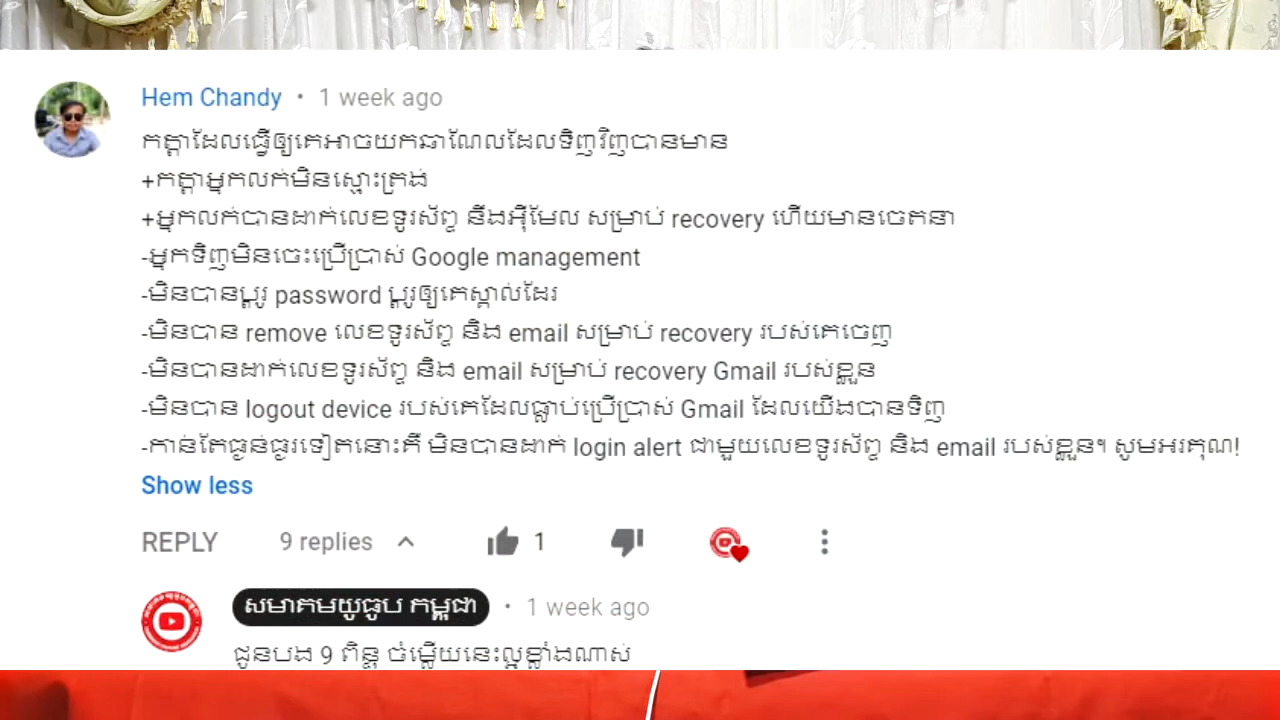 Hem Chandy • 1 week ago
កត្តាដែលធ្វើឲ្យគេអាចយកឆាណែលដែលទិញវិញបានមាន
+កត្តាអ្នកលក់មិនស្មោះត្រង់
+អ្នកលក់បានដាក់លេខទូរស័ព្ទ នឹងអ៊ីមែល សម្រាប់ recovery ហើយមានចេតនា
-អ្នកទិញមិនចេះប្រើប្រាស់ Google management
-មិនបានប្តូរ password ប្តូរឲ្យគេស្គាល់ដែរ
-មិនបាន remove លេខទូរស័ព្ទ និង email សម្រាប់ recovery របស់គេចេញ
-មិនបានដាក់លេខទូរស័ព្ទ និង email សម្រាប់ recovery Gmail របស់ខ្លួន
-មិនបាន logout device របស់គេដែលធ្លាប់ប្រើប្រាស់ Gmail ដែលយើងបានទិញ
-កាន់តែធ្ងន់ធ្ងរទៀតនោះគឺ មិនបានដាក់ login alert ជាមួយលេខទូរស័ព្ទ និង email របស់ខ្លួន។ សូមអរគុណ!
Show less
REPLY 9 replies 1
សមាគមយូធូប កម្ពុជា • 1 week ago
ជូនបង 9 ពិន្ទុ ចំម្លើយនេះល្អខ្លាំងណាស់